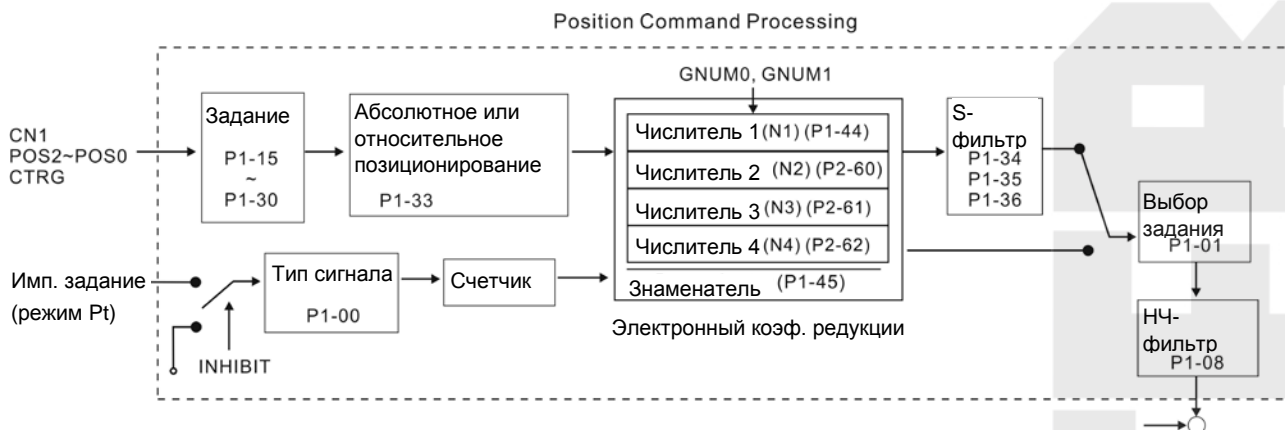 Position Command Processing
GNUM0, GNUM1
CN1
POS2~POS0
CTRG
Задание
P1-15
~
P1-30
Абсолютное или
относительное
позиционирование
P1-33
Числитель 1 (N1) (P1-44)
Числитель 2 (N2) (P2-60)
Числитель 3 (N3) (P2-61)
Числитель 4 (N4) (P2-62)
Знаменатель (P1-45)
Электронный коэф. редукции
S-
фильтр
P1-34
P1-35
P1-36
Выбор
задания
P1-01
НЧ-
фильтр
P1-08
Имп. задание
(режим Pt)
INHIBIT
Тип сигнала
P1-00
Счетчик